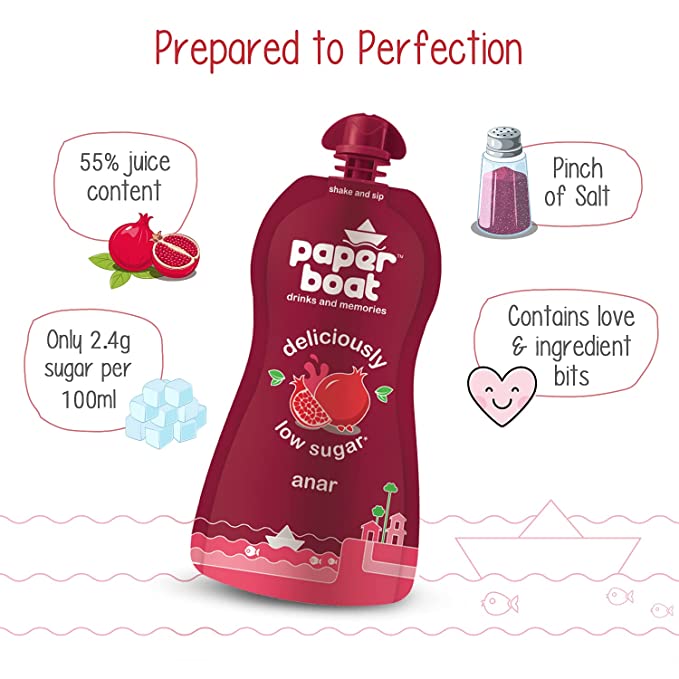 Prepared to Perfection
55% juice
content
Only 2.4g
sugar per
100ml
shake and sip
paper
boat™
drinks and memories
deliciously
low sugar*
anar
Pinch
of Salt
Contains love
& ingredient
bits